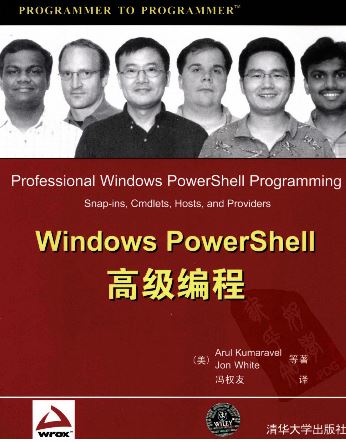 PROGRAMMER TO PROGRAMMER™
Professional Windows PowerShell Programming
Snap-ins, Cmdlets, Hosts, and Providers
Windows PowerShell
高级编程
(美) Arul Kumaravel 等著
Jon White
冯权友 译
wrox™
WILEY
清华大学出版社